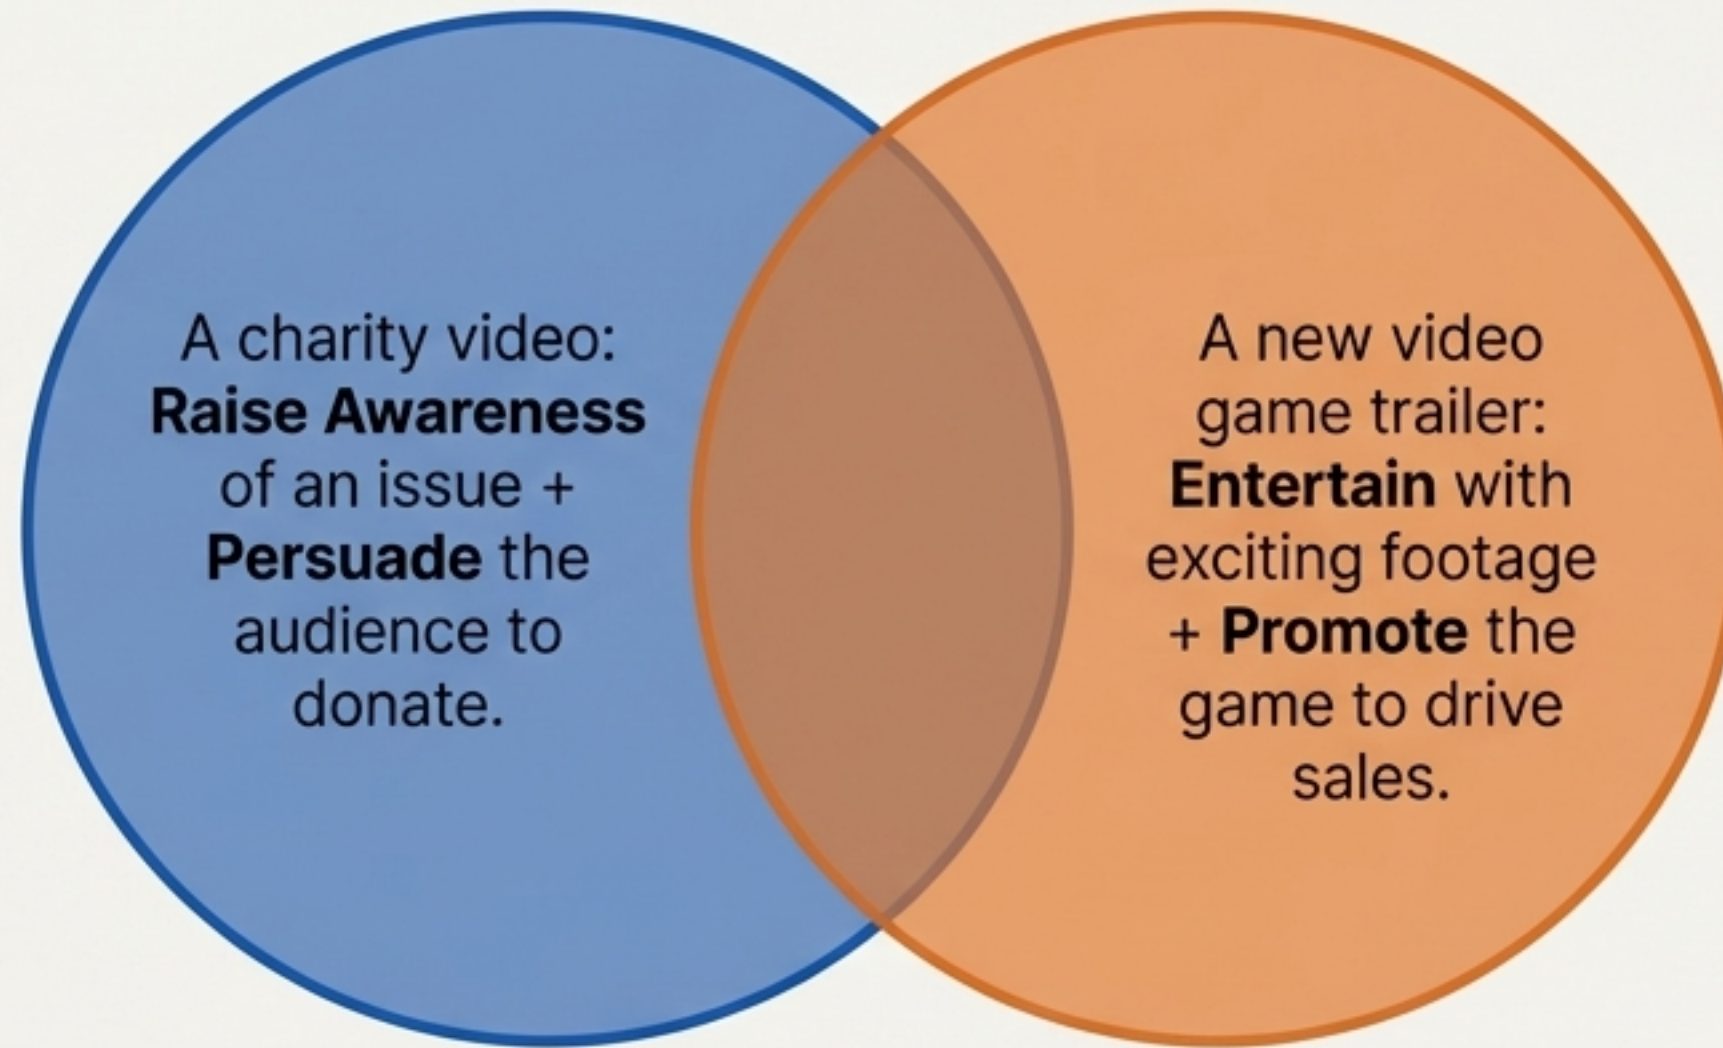 A charity video:
Raise Awareness
of an issue +
Persuade the
audience to
donate.
A new video
game trailer:
Entertain with
exciting footage
+ Promote the
game to drive
sales.